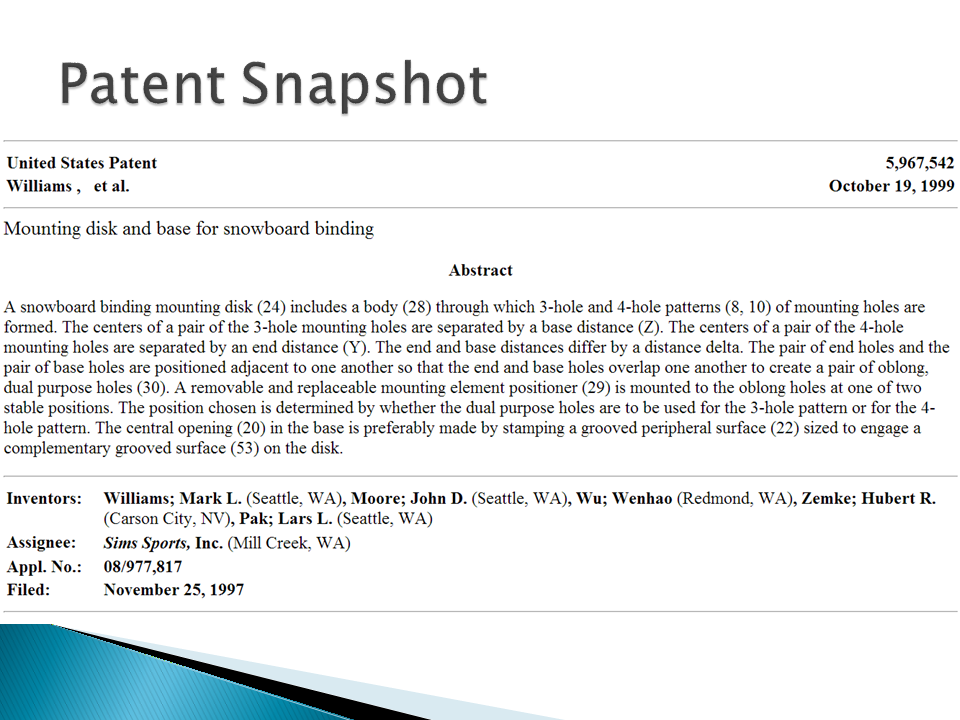 Patent Snapshot
United States Patent 5,967,542
Williams , et al. October 19, 1999
Mounting disk and base for snowboard binding
Abstract
A snowboard binding mounting disk (24) includes a body (28) through which 3-hole and 4-hole patterns (8, 10) of mounting holes are
formed. The centers of a pair of the 3-hole mounting holes are separated by a base distance (Z). The centers of a pair of the 4-hole
mounting holes are separated by an end distance (Y). The end and base distances differ by a distance delta. The pair of end holes and the
pair of base holes are positioned adjacent to one another so that the end and base holes overlap one another to create a pair of oblong,
dual purpose holes (30). A removable and replaceable mounting element positioner (29) is mounted to the oblong holes at one of two
stable positions. The position chosen is determined by whether the dual purpose holes are to be used for the 3-hole pattern or for the 4-
hole pattern. The central opening (20) in the base is preferably made by stamping a grooved peripheral surface (22) sized to engage a
complementary grooved surface (53) on the disk.
Inventors: Williams; Mark L. (Seattle, WA), Moore; John D. (Seattle, WA), Wu; Wenhao (Redmond, WA), Zemke; Hubert R.
(Carson City, NV), Pak; Lars L. (Seattle, WA)
Assignee: Sims Sports, Inc. (Mill Creek, WA)
Appl. No.: 08/977,817
Filed: November 25, 1997